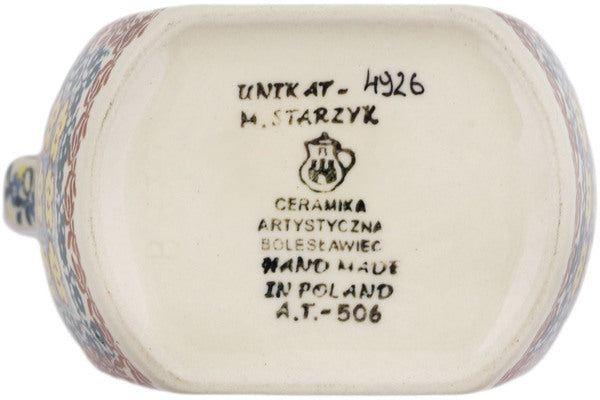 UNIKAT- 4926
M. STARZYK
CERAMIKA
ARTYSTYCZNA
BOLESŁAWIEC
HAND MADE
IN POLAND
A.T.-506